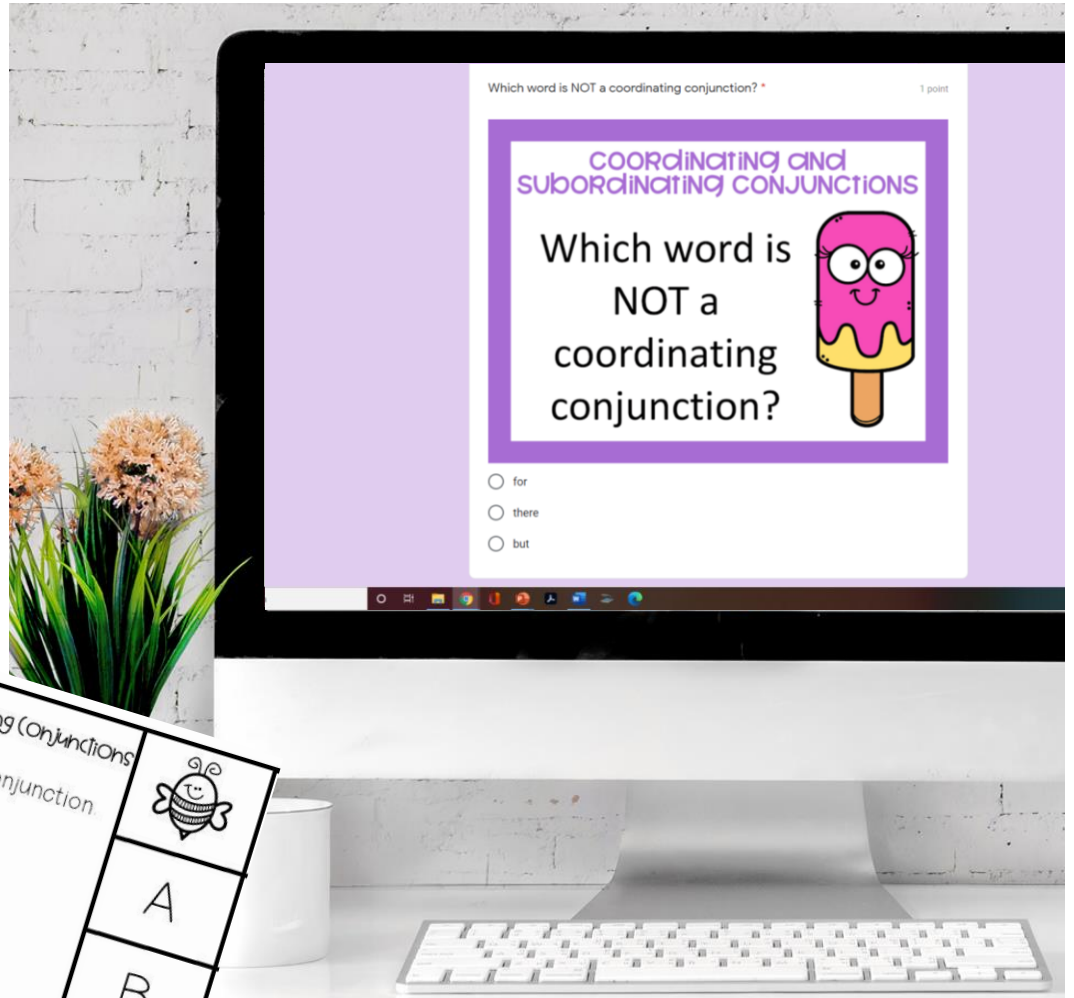 Which word is NOT a coordinating conjunction? *
1 point
COORdiNatiNg aNd
SUbORdiNatiNg CONJUNCtiONS
Which word is
NOT a
coordinating
conjunction?
for
there
but
Conjunctions
A
B